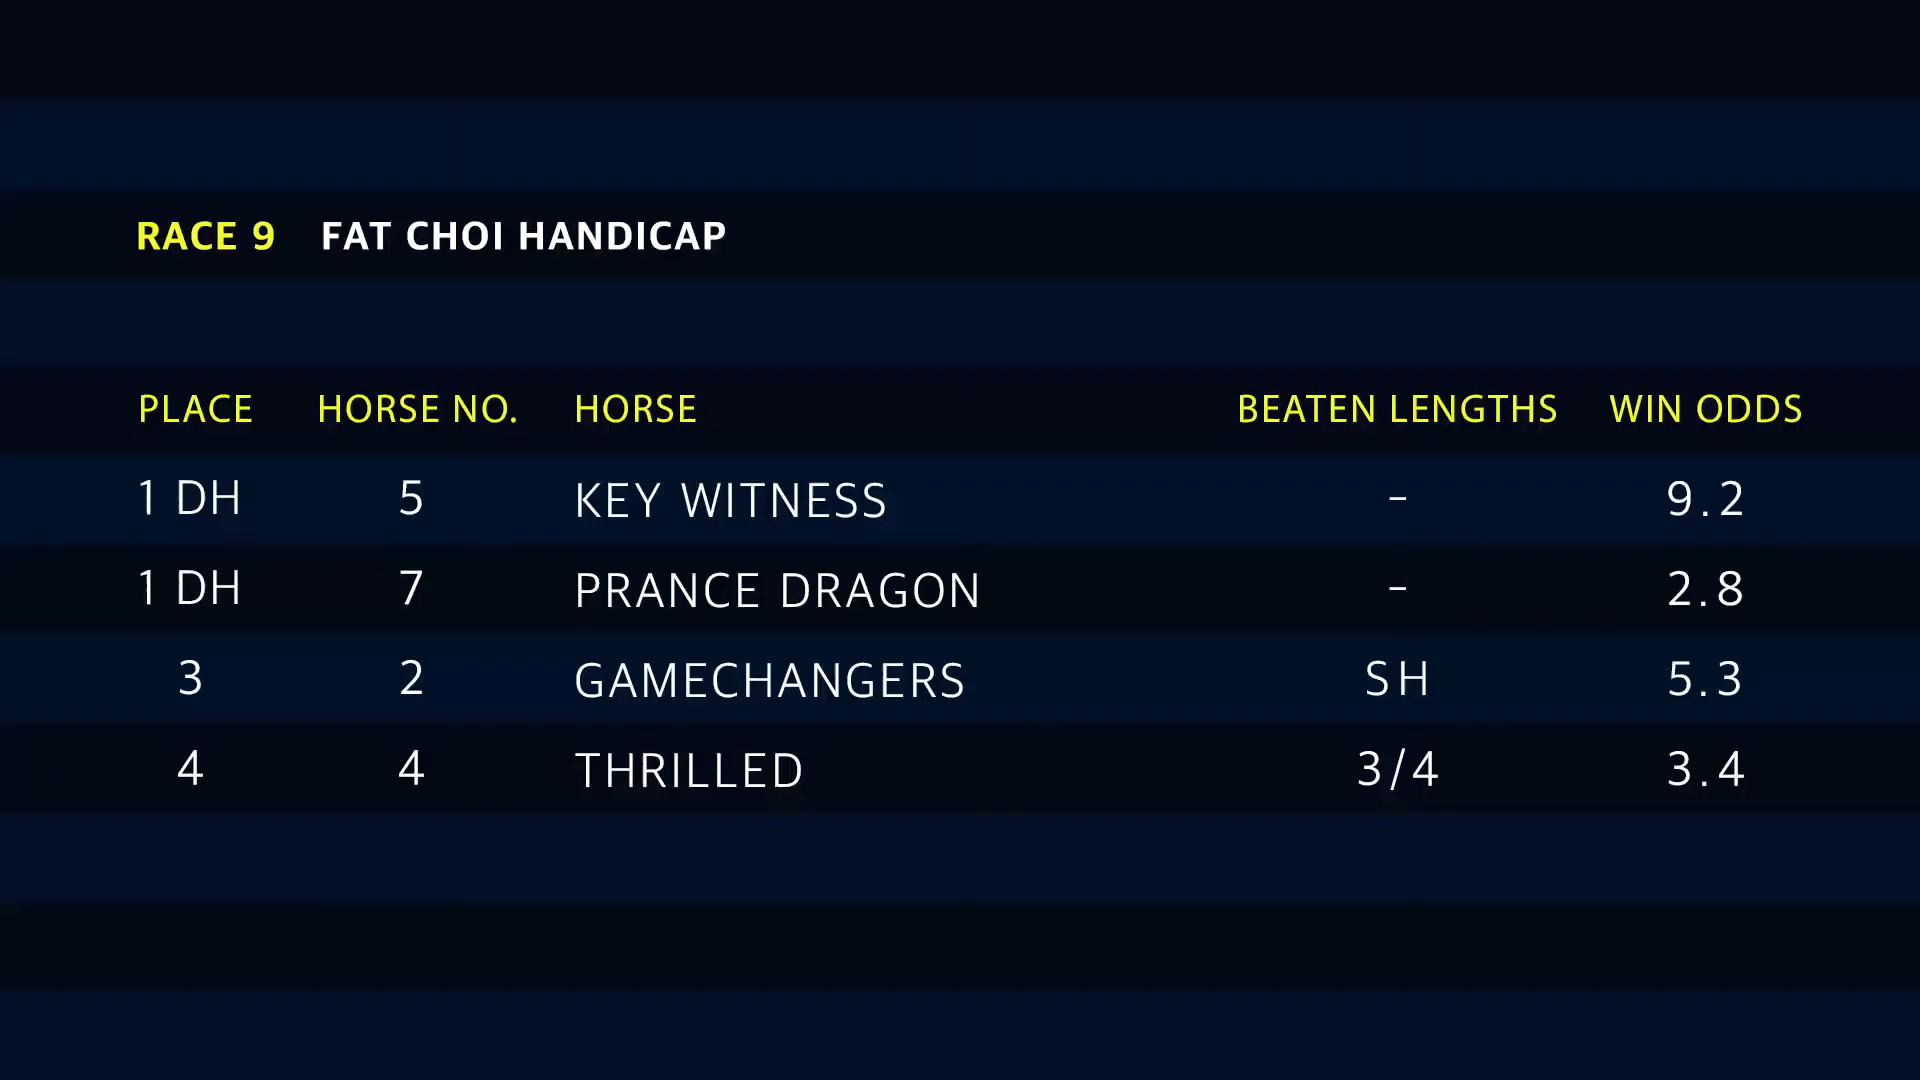 RACE 9 FAT CHOI HANDICAP
PLACE HORSE NO. HORSE BEATEN LENGTHS WIN ODDS
1 DH 5 KEY WITNESS - 9.2
1 DH 7 PRANCE DRAGON - 2.8
3 2 GAMECHANGERS SH 5.3
4 4 THRILLED 3/4 3.4